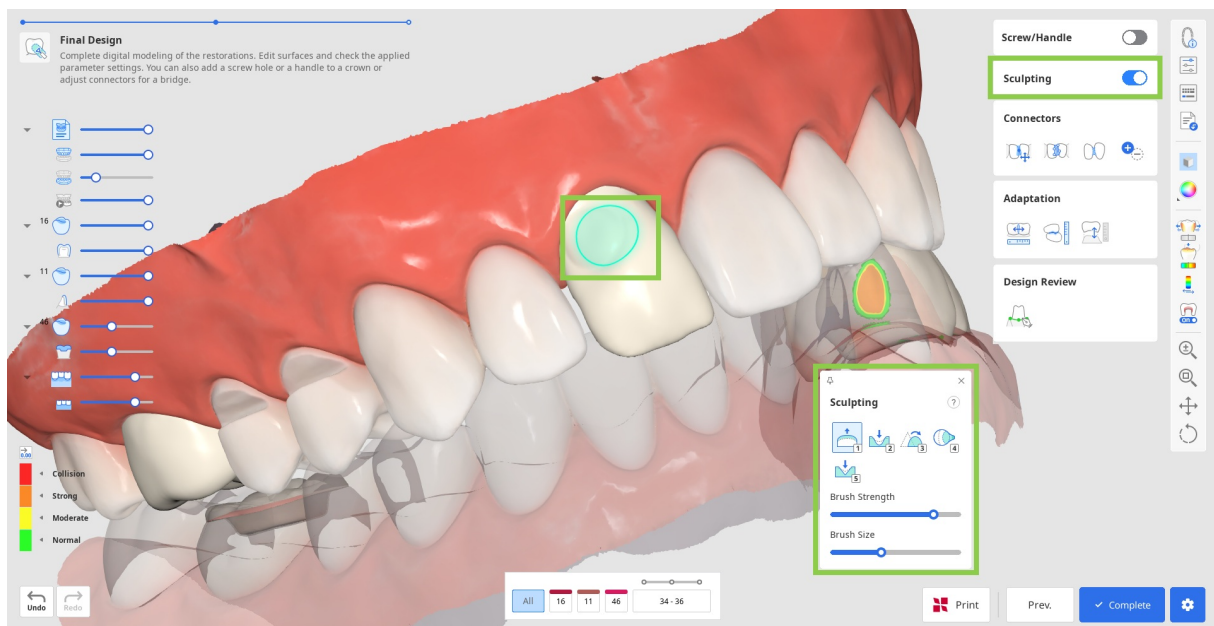 Final Design
Complete digital modeling of the restorations. Edit surfaces and check the applied
parameter settings. You can also add a screw hole or a handle to a crown or
adjust connectors for a bridge.
Screw/Handle
Sculpting
Connectors
Adaptation
Design Review
16
11
46
ON
Sculpting
?
1
2
3
4
5
Brush Strength
Brush Size
0.00
Collision
Strong
Moderate
Normal
Undo
Redo
All
16
11
46
34 - 36
Print
Prev.
Complete